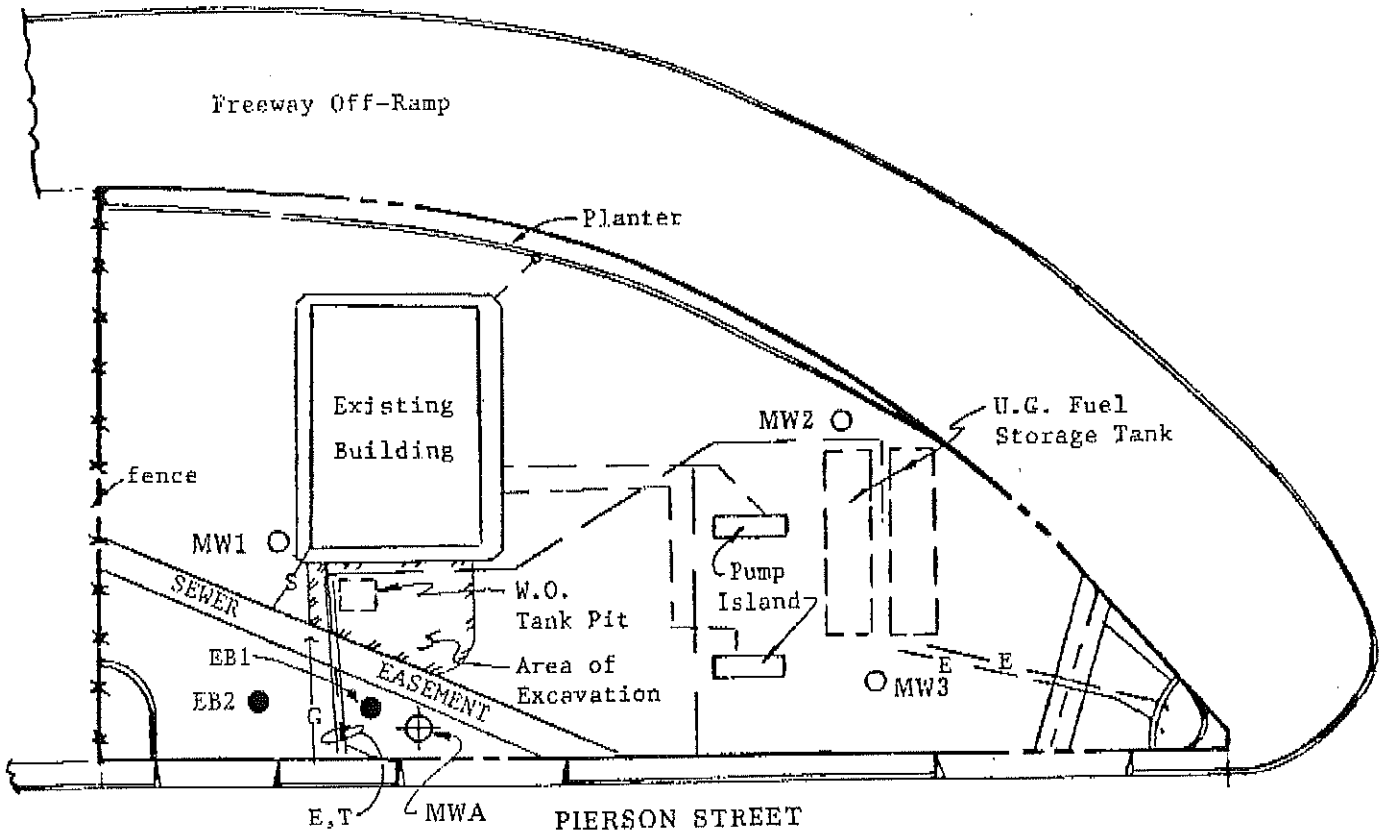 Freeway Off-Ramp
Planter
Existing
Building
MW2
U.G. Fuel
Storage Tank
fence
MW1
S
W.O.
Tank Pit
Pump
Island
SEWER
EASEMENT
EB1
Area of
Excavation
E
E
MW3
EB2
G
E,T
MWA
PIERSON STREET